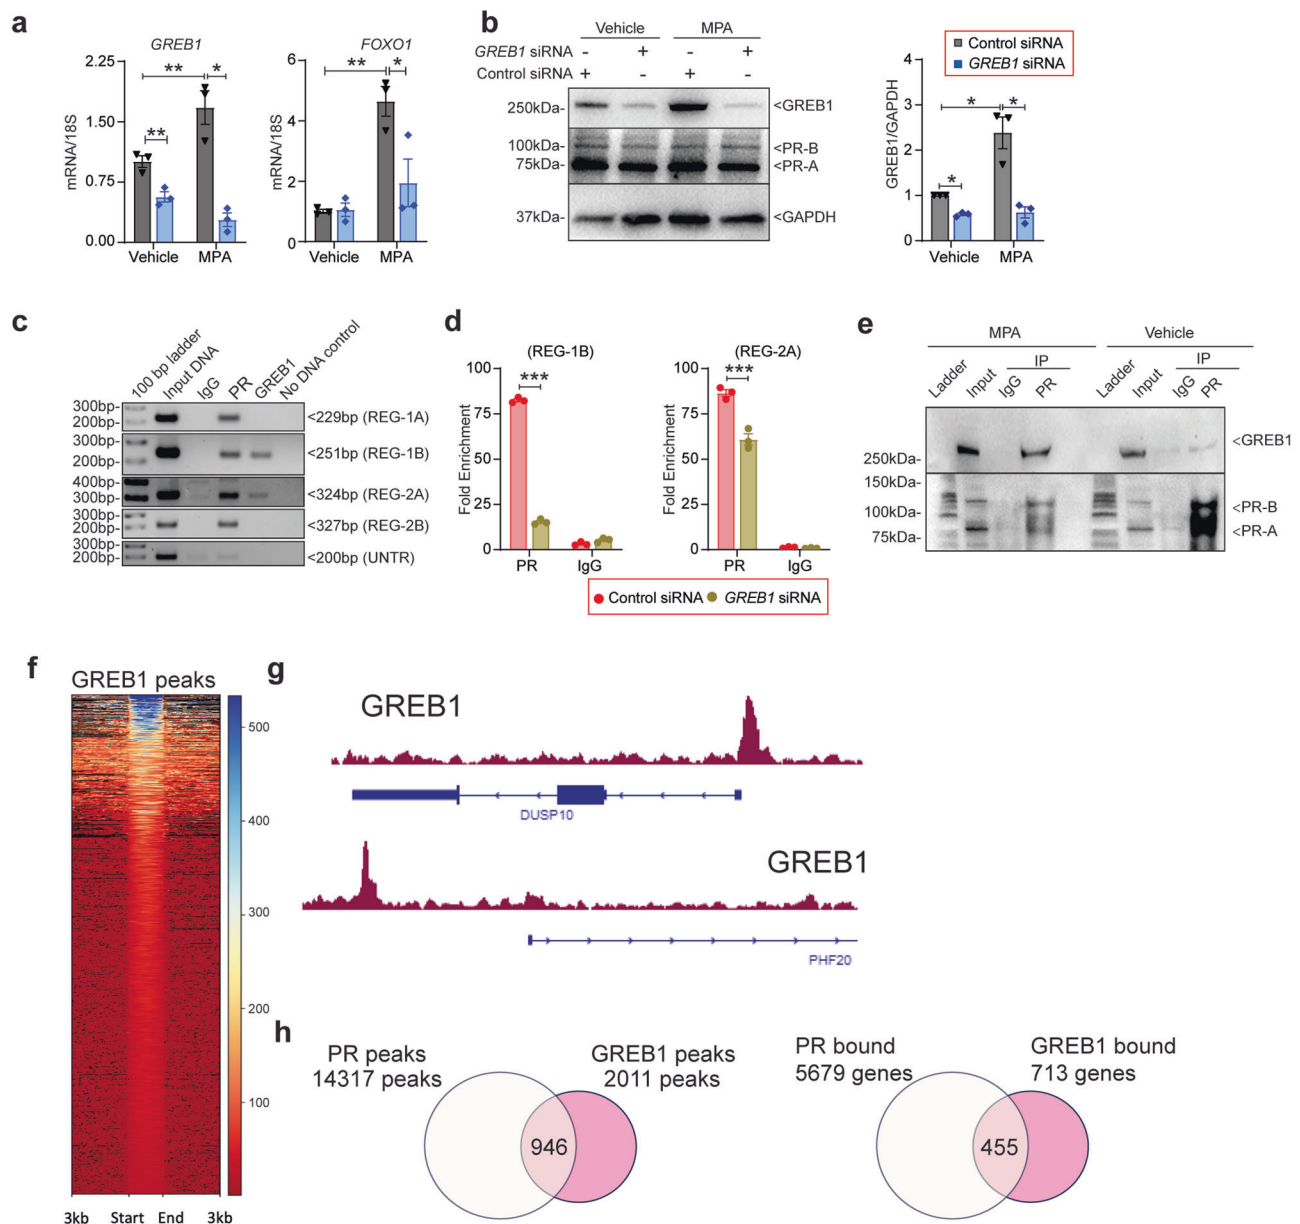 a
GREB1
mRNA/18S
2.25
1.50
0.75
0.00
**
*
**
Vehicle MPA
FOXO1
mRNA/18S
6
4
2
0
**
*
Vehicle MPA
b
Vehicle MPA
GREB1 siRNA - + - +
Control siRNA + - + -
250kDa- <GREB1
100kDa- <PR-B
75kDa- <PR-A
37kDa- <GAPDH
Control siRNA
GREB1 siRNA
GREB1/GAPDH
4
3
2
1
0
*
*
*
Vehicle MPA
c
100 bp ladder
Input DNA
IgG
PR
GREB1
No DNA control
300bp-
200bp- <229bp (REG-1A)
300bp-
200bp- <251bp (REG-1B)
400bp-
300bp- <324bp (REG-2A)
300bp-
200bp- <327bp (REG-2B)
300bp-
200bp- <200bp (UNTR)
d
(REG-1B)
Fold Enrichment
100
75
50
25
0
***
PR IgG
(REG-2A)
Fold Enrichment
100
75
50
25
0
***
PR IgG
Control siRNA GREB1 siRNA
e
MPA Vehicle
IP IP
Ladder Input IgG PR Ladder Input IgG PR
<GREB1
250kDa-
150kDa-
100kDa- <PR-B
75kDa- <PR-A
f
GREB1 peaks
500
400
300
200
100
3kb Start End 3kb
g
GREB1
DUSP10
GREB1
PHF20
h
PR peaks
14317 peaks
GREB1 peaks
2011 peaks
946
PR bound
5679 genes
GREB1 bound
713 genes
455